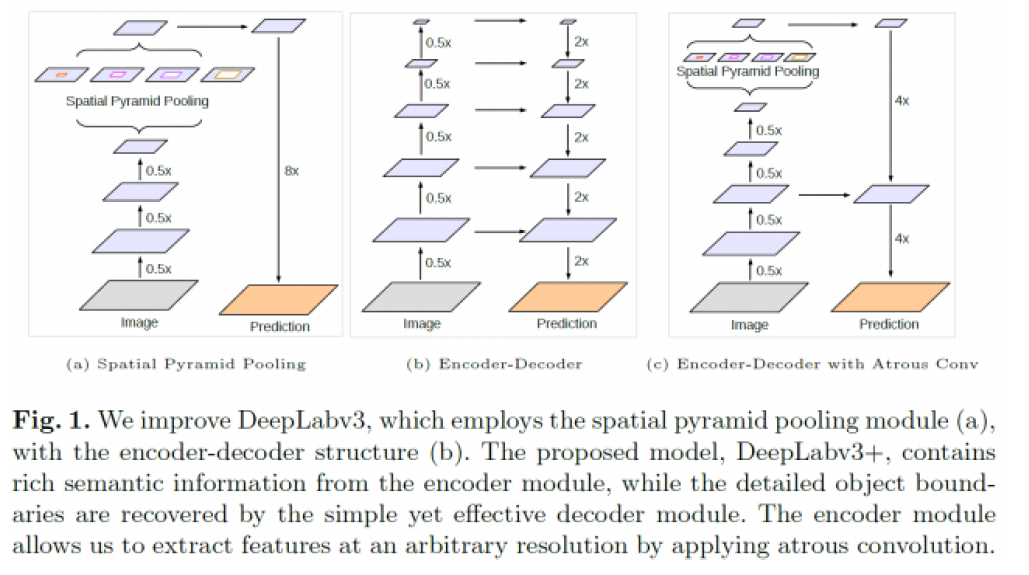 0.5x
2x
Spatial Pyramid Pooling
0.5x
2x
Spatial Pyramid Pooling
4x
0.5x
2x
0.5x
0.5x
8x
0.5x
2x
0.5x
0.5x
0.5x
2x
0.5x
4x
0.5x
0.5x
2x
0.5x
Image
Prediction
Image
Prediction
Image
Prediction
(a) Spatial Pyramid Pooling
(b) Encoder-Decoder
(c) Encoder-Decoder with Atrous Conv
Fig. 1. We improve DeepLabv3, which employs the spatial pyramid pooling module (a),
with the encoder-decoder structure (b). The proposed model, DeepLabv3+, contains
rich semantic information from the encoder module, while the detailed object bound-
aries are recovered by the simple yet effective decoder module. The encoder module
allows us to extract features at an arbitrary resolution by applying atrous convolution.